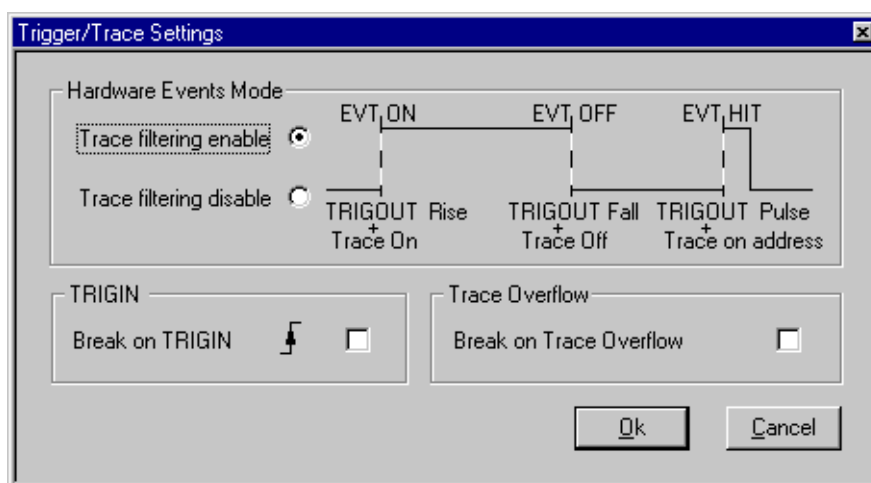 Trigger/Trace Settings
Hardware Events Mode
Trace filtering enable
Trace filtering disable
EVT ON EVT OFF EVT HIT
TRIGOUT Rise TRIGOUT Fall TRIGOUT Pulse
+ + +
Trace On Trace Off Trace on address
TRIGIN
Break on TRIGIN
Trace Overflow
Break on Trace Overflow
Ok Cancel